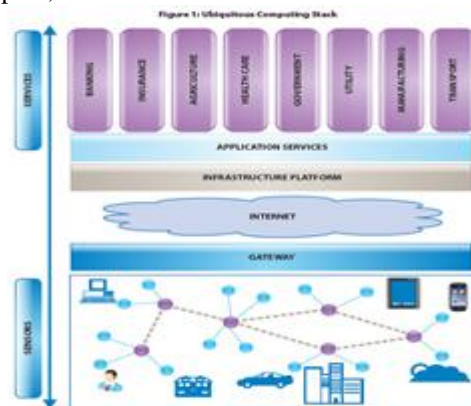 Figure 1: Ubiquitous Computing Stack
SERVICES
BANKING
INSURANCE
AGRICULTURE
HEALTH CARE
GOVERNMENT
UTILITY
MANUFACTURING
TRANSPORT
APPLICATION SERVICES
INFRASTRUCTURE PLATFORM
INTERNET
GATEWAY
SENSORS